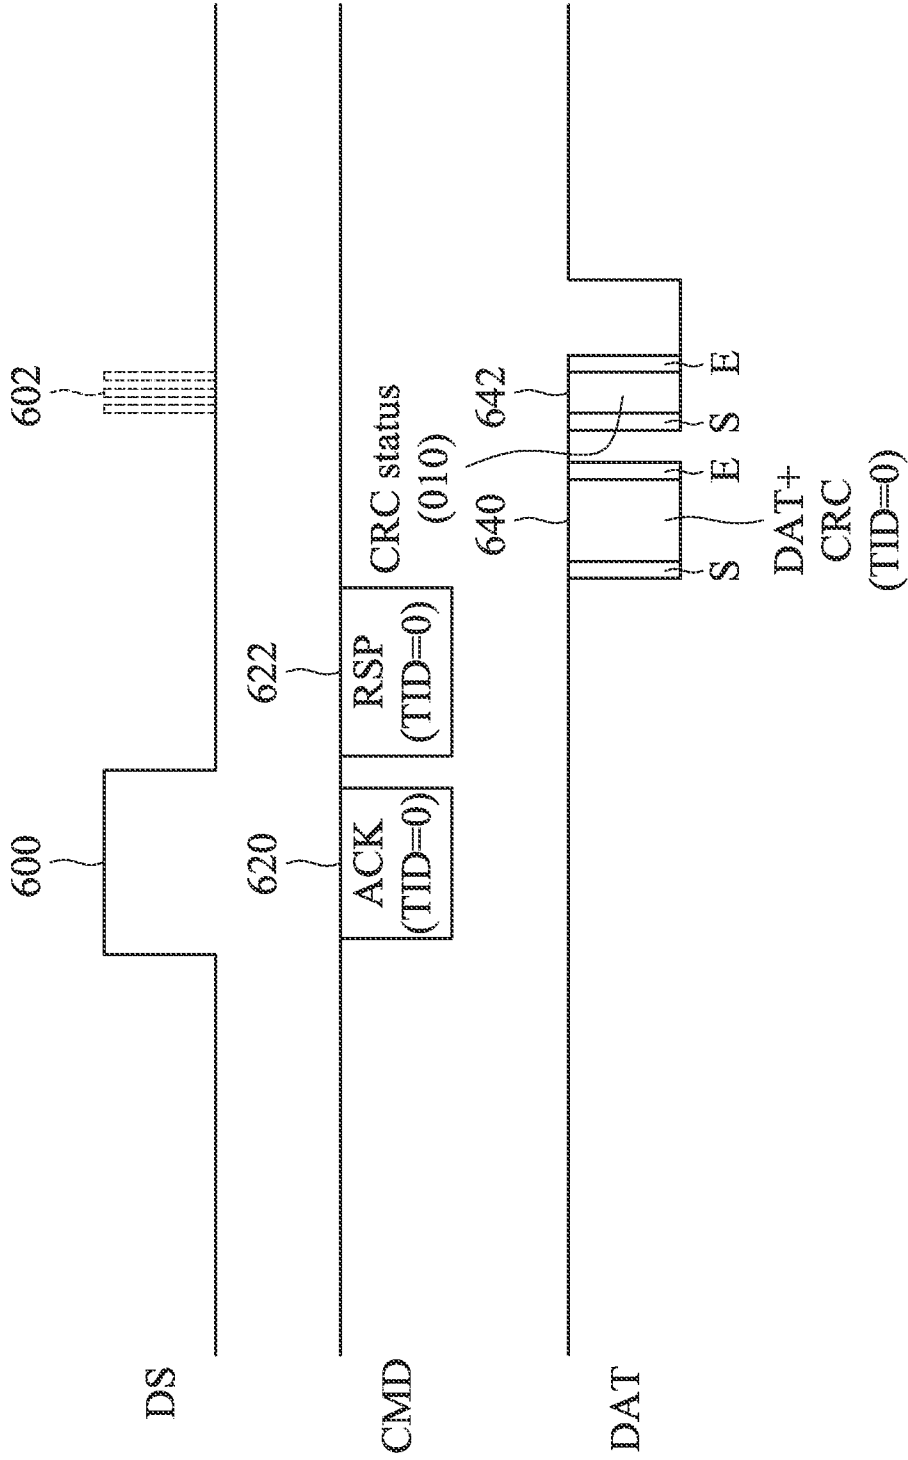 600
602
DS
620
622
ACK
(TID=0)
RSP
(TID=0)
CMD
CRC status
(010)
640
642
DAT
S
E
S
E
DAT+
CRC
(TID=0)